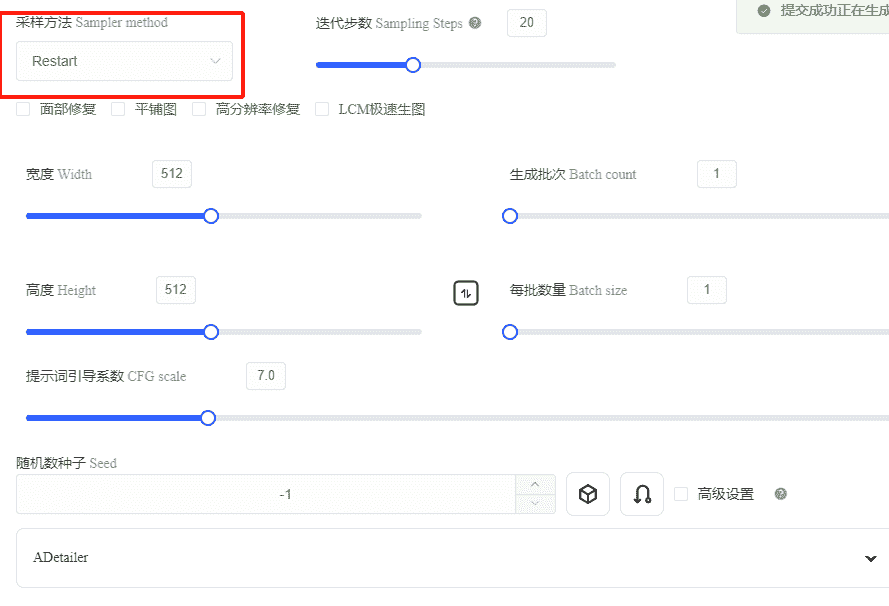 采样方法 Sampler method
迭代步数 Sampling Steps
20
提交成功正在生成
Restart
面部修复
平铺图
高分辨率修复
LCM极速生图
宽度 Width
512
生成批次 Batch count
1
高度 Height
512
每批数量 Batch size
1
提示词引导系数 CFG scale
7.0
随机数种子 Seed
-1
高级设置
ADetailer